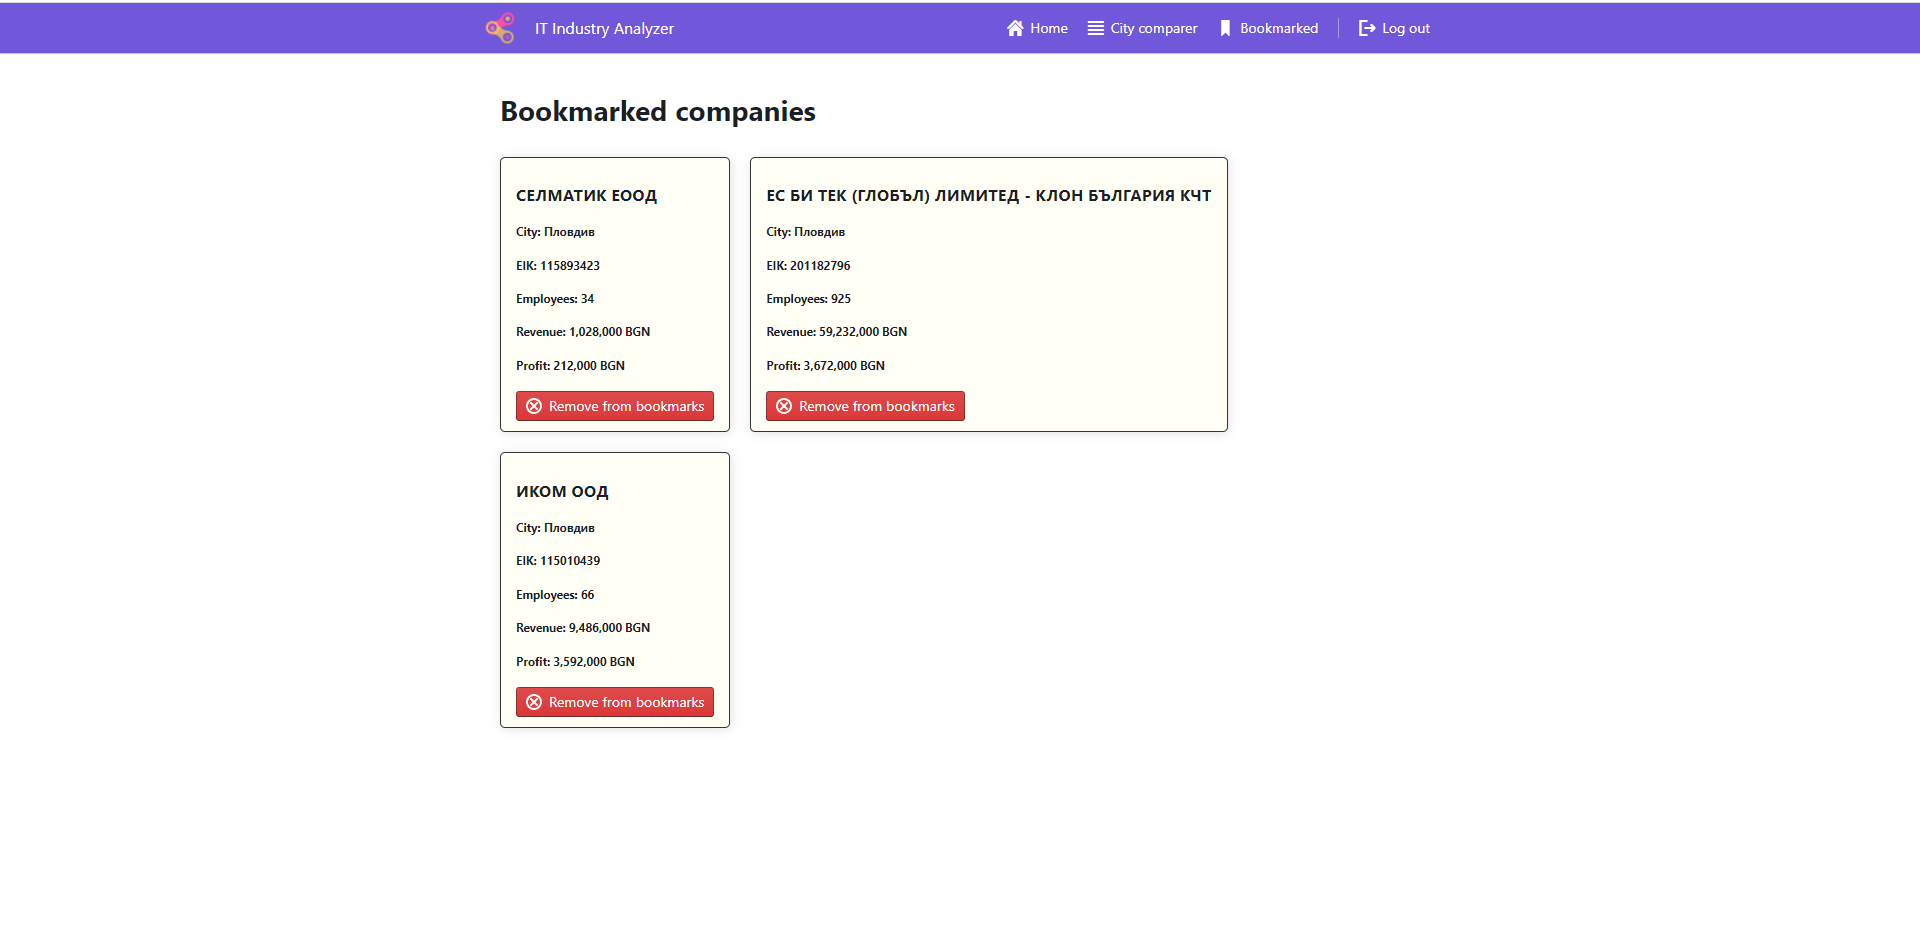 IT Industry Analyzer
Home
City comparer
Bookmarked
Log out
Bookmarked companies
СЕЛМАТИК ЕООД
City: Пловдив
EIK: 115893423
Employees: 34
Revenue: 1,028,000 BGN
Profit: 212,000 BGN
Remove from bookmarks
ЕС БИ ТЕК (ГЛОБЪЛ) ЛИМИТЕД - КЛОН БЪЛГАРИЯ КЧТ
City: Пловдив
EIK: 201182796
Employees: 925
Revenue: 59,232,000 BGN
Profit: 3,672,000 BGN
Remove from bookmarks
ИКОМ ООД
City: Пловдив
EIK: 115010439
Employees: 66
Revenue: 9,486,000 BGN
Profit: 3,592,000 BGN
Remove from bookmarks